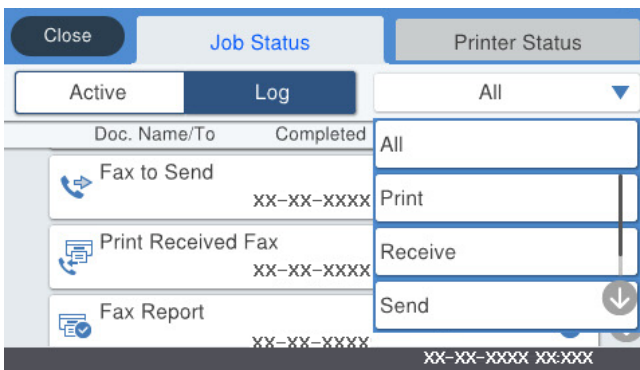 Close Job Status Printer Status
Active Log All
Doc. Name/To Completed
All
Fax to Send
XX-XX-XXXX
Print
Print Received Fax
XX-XX-XXXX
Receive
Fax Report
XX-XX-XXXX
Send
XX-XX-XXXX XX:XXX